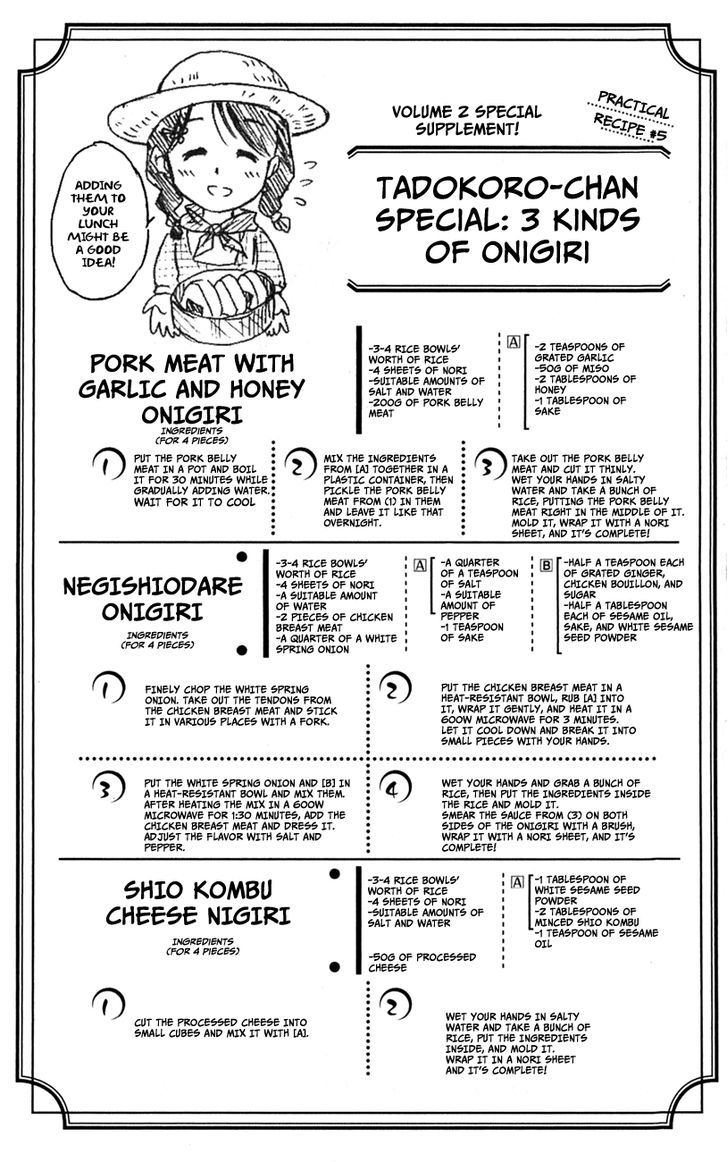 VOLUME 2 SPECIAL
SUPPLEMENT!
PRACTICAL
RECIPE #5
TADOKORO-CHAN
SPECIAL: 3 KINDS
OF ONIGIRI
ADDING
THEM TO
YOUR
LUNCH
MIGHT BE
A GOOD
IDEA!
PORK MEAT WITH
GARLIC AND HONEY
ONIGIRI
INGREDIENTS
(FOR 4 PIECES)
-3-4 RICE BOWLS'
WORTH OF RICE
-4 SHEETS OF NORI
-SUITABLE AMOUNTS OF
SALT AND WATER
-200G OF PORK BELLY
MEAT
A
-2 TEASPOONS OF
GRATED GARLIC
-50G OF MISO
-2 TABLESPOONS OF
HONEY
-1 TABLESPOON OF
SAKE
1
PUT THE PORK BELLY
MEAT IN A POT AND BOIL
IT FOR 30 MINUTES WHILE
GRADUALLY ADDING WATER.
WAIT FOR IT TO COOL
2
MIX THE INGREDIENTS
FROM [A] TOGETHER IN A
PLASTIC CONTAINER, THEN
PICKLE THE PORK BELLY
MEAT FROM (1) IN THEM
AND LEAVE IT LIKE THAT
OVERNIGHT.
3
TAKE OUT THE PORK BELLY
MEAT AND CUT IT THINLY.
WET YOUR HANDS IN SALTY
WATER AND TAKE A BUNCH OF
RICE, PUTTING THE PORK BELLY
MEAT RIGHT IN THE MIDDLE OF IT.
MOLD IT, WRAP IT WITH A NORI
SHEET, AND IT'S COMPLETE!
NEGISHIODARE
ONIGIRI
INGREDIENTS
(FOR 4 PIECES)
-3-4 RICE BOWLS'
WORTH OF RICE
-4 SHEETS OF NORI
-A SUITABLE AMOUNT
OF WATER
-2 PIECES OF CHICKEN
BREAST MEAT
-A QUARTER OF A WHITE
SPRING ONION
A
-A QUARTER
OF A TEASPOON
OF SALT
-A SUITABLE
AMOUNT OF
PEPPER
-1 TEASPOON
OF SAKE
B
-HALF A TEASPOON EACH
OF GRATED GINGER,
CHICKEN BOUILLON, AND
SUGAR
-HALF A TABLESPOON
EACH OF SESAME OIL,
SAKE, AND WHITE SESAME
SEED POWDER
1
FINELY CHOP THE WHITE SPRING
ONION. TAKE OUT THE TENDONS FROM
THE CHICKEN BREAST MEAT AND STICK
IT IN VARIOUS PLACES WITH A FORK.
2
PUT THE CHICKEN BREAST MEAT IN A
HEAT-RESISTANT BOWL, RUB [A] INTO
IT, WRAP IT GENTLY, AND HEAT IT IN A
600W MICROWAVE FOR 3 MINUTES.
LET IT COOL DOWN AND BREAK IT INTO
SMALL PIECES WITH YOUR HANDS.
3
PUT THE WHITE SPRING ONION AND [B] IN
A HEAT-RESISTANT BOWL AND MIX THEM.
AFTER HEATING THE MIX IN A 600W
MICROWAVE FOR 1:30 MINUTES, ADD THE
CHICKEN BREAST MEAT AND DRESS IT.
ADJUST THE FLAVOR WITH SALT AND
PEPPER.
4
WET YOUR HANDS AND GRAB A BUNCH OF
RICE, THEN PUT THE INGREDIENTS INSIDE
THE RICE AND MOLD IT.
SMEAR THE SAUCE FROM (3) ON BOTH
SIDES OF THE ONIGIRI WITH A BRUSH,
WRAP IT WITH A NORI SHEET, AND IT'S
COMPLETE!
SHIO KOMBU
CHEESE NIGIRI
INGREDIENTS
(FOR 4 PIECES)
-3-4 RICE BOWLS'
WORTH OF RICE
-4 SHEETS OF NORI
-SUITABLE AMOUNTS OF
SALT AND WATER
-50G OF PROCESSED
CHEESE
A
-1 TABLESPOON OF
WHITE SESAME SEED
POWDER
-2 TABLESPOONS OF
MINCED SHIO KOMBU
-1 TEASPOON OF SESAME
OIL
1
CUT THE PROCESSED CHEESE INTO
SMALL CUBES AND MIX IT WITH [A].
2
WET YOUR HANDS IN SALTY
WATER AND TAKE A BUNCH OF
RICE, PUT THE INGREDIENTS
INSIDE, AND MOLD IT.
WRAP IT IN A NORI SHEET
AND IT'S COMPLETE!